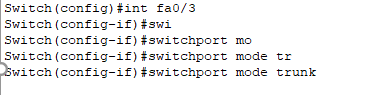 Switch(config)#int fa0/3
Switch(config-if)#swi
Switch(config-if)#switchport mo
Switch(config-if)#switchport mode tr
Switch(config-if)#switchport mode trunk